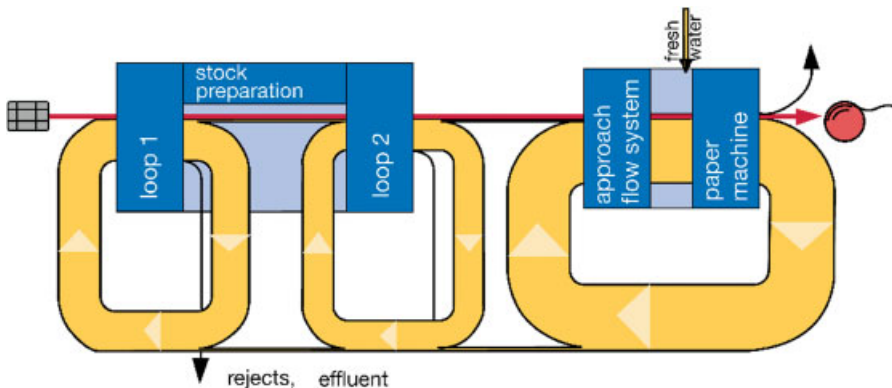 fresh
water
stock
preparation
loop 1
loop 2
approach
flow system
paper
machine
rejects, effluent